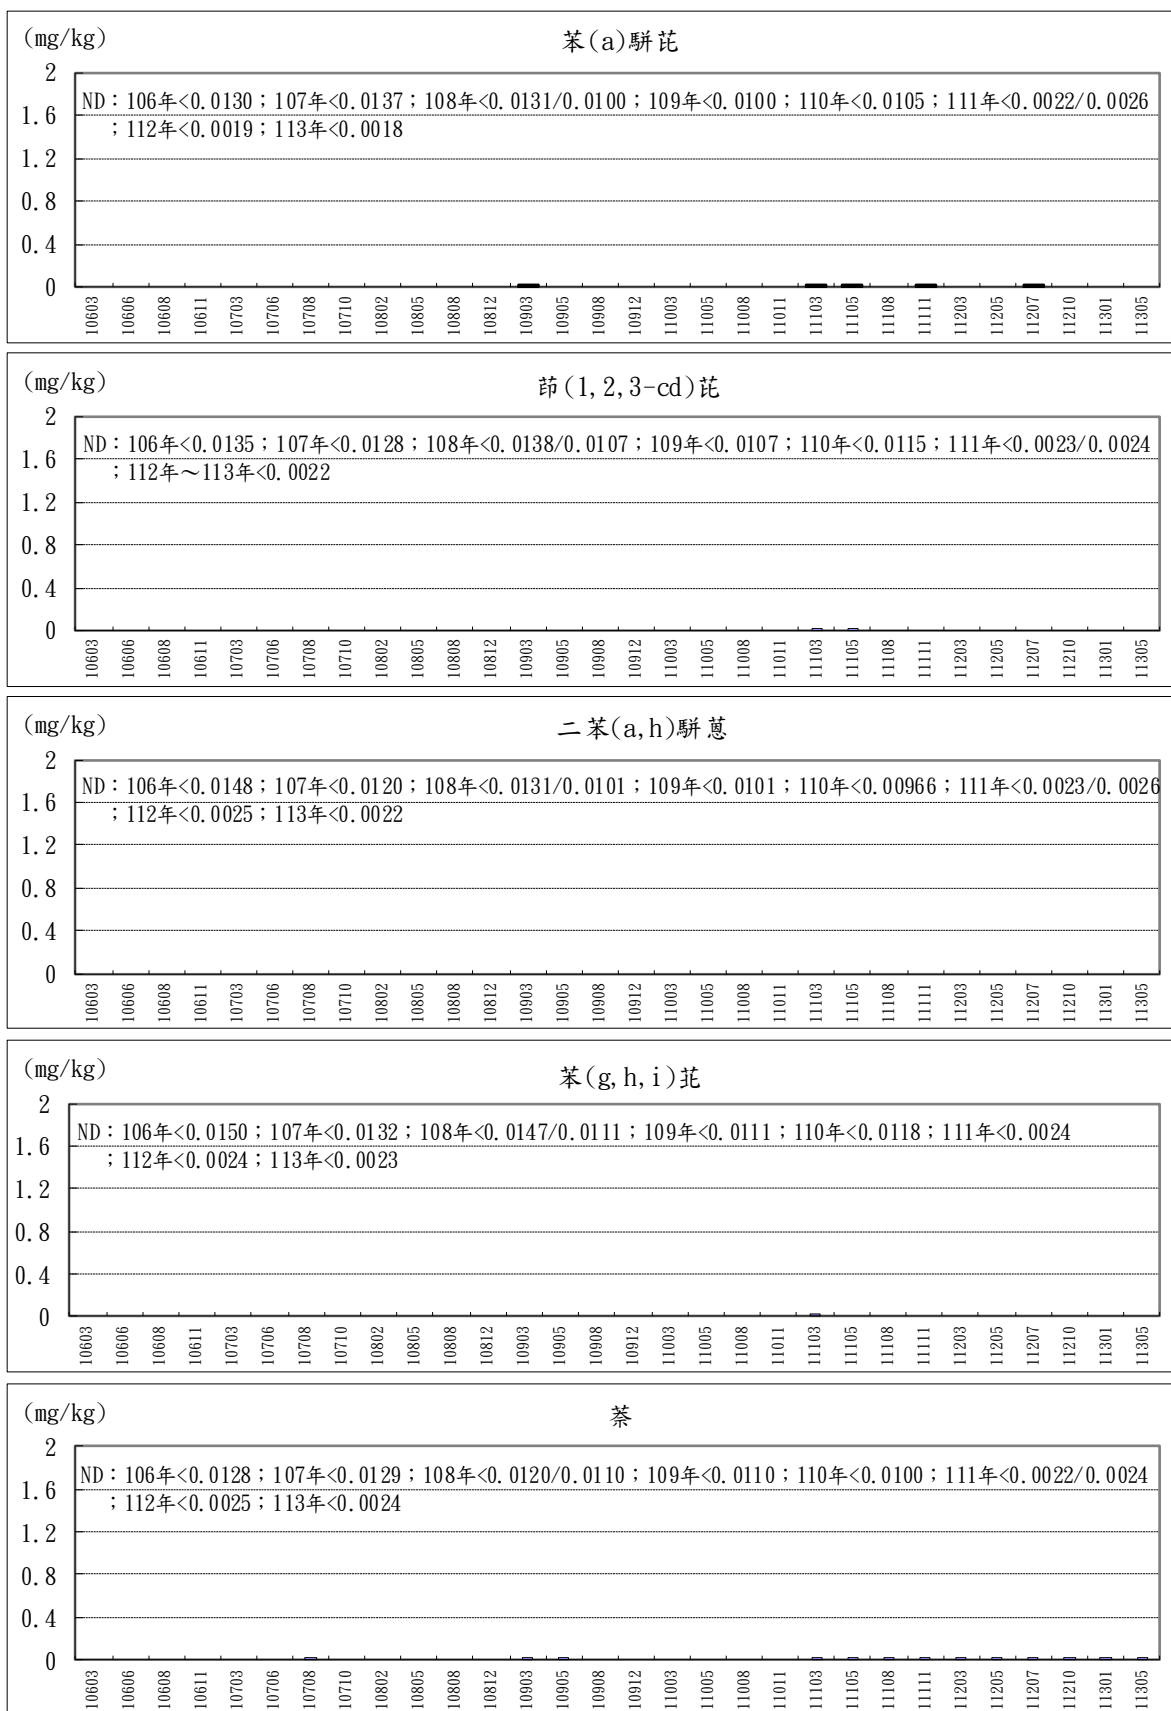 (mg/kg)
苯(a)駢芘
2
ND：106年<0.0130；107年<0.0137；108年<0.0131/0.0100；109年<0.0100；110年<0.0105；111年<0.0022/0.0026
1.6
；112年<0.0019；113年<0.0018
1.2
0.8
0.4
0
10603 10606 10608 10611 10703 10706 10708 10710 10802 10805 10808 10812 10903 10905 10908 10912 11003 11005 11008 11011 11103 11105 11108 11111 11203 11205 11207 11210 11301 11305
(mg/kg)
茚(1,2,3-cd)芘
2
ND：106年<0.0135；107年<0.0128；108年<0.0138/0.0107；109年<0.0107；110年<0.0115；111年<0.0023/0.0024
1.6
；112年～113年<0.0022
1.2
0.8
0.4
0
10603 10606 10608 10611 10703 10706 10708 10710 10802 10805 10808 10812 10903 10905 10908 10912 11003 11005 11008 11011 11103 11105 11108 11111 11203 11205 11207 11210 11301 11305
(mg/kg)
二苯(a,h)駢蒽
2
ND：106年<0.0148；107年<0.0120；108年<0.0131/0.0101；109年<0.0101；110年<0.00966；111年<0.0023/0.0026
1.6
；112年<0.0025；113年<0.0022
1.2
0.8
0.4
0
10603 10606 10608 10611 10703 10706 10708 10710 10802 10805 10808 10812 10903 10905 10908 10912 11003 11005 11008 11011 11103 11105 11108 11111 11203 11205 11207 11210 11301 11305
(mg/kg)
苯(g,h,i)苝
2
ND：106年<0.0150；107年<0.0132；108年<0.0147/0.0111；109年<0.0111；110年<0.0118；111年<0.0024
1.6
；112年<0.0024；113年<0.0023
1.2
0.8
0.4
0
10603 10606 10608 10611 10703 10706 10708 10710 10802 10805 10808 10812 10903 10905 10908 10912 11003 11005 11008 11011 11103 11105 11108 11111 11203 11205 11207 11210 11301 11305
(mg/kg)
萘
2
ND：106年<0.0128；107年<0.0129；108年<0.0120/0.0110；109年<0.0110；110年<0.0100；111年<0.0022/0.0024
1.6
；112年<0.0025；113年<0.0024
1.2
0.8
0.4
0
10603 10606 10608 10611 10703 10706 10708 10710 10802 10805 10808 10812 10903 10905 10908 10912 11003 11005 11008 11011 11103 11105 11108 11111 11203 11205 11207 11210 11301 11305